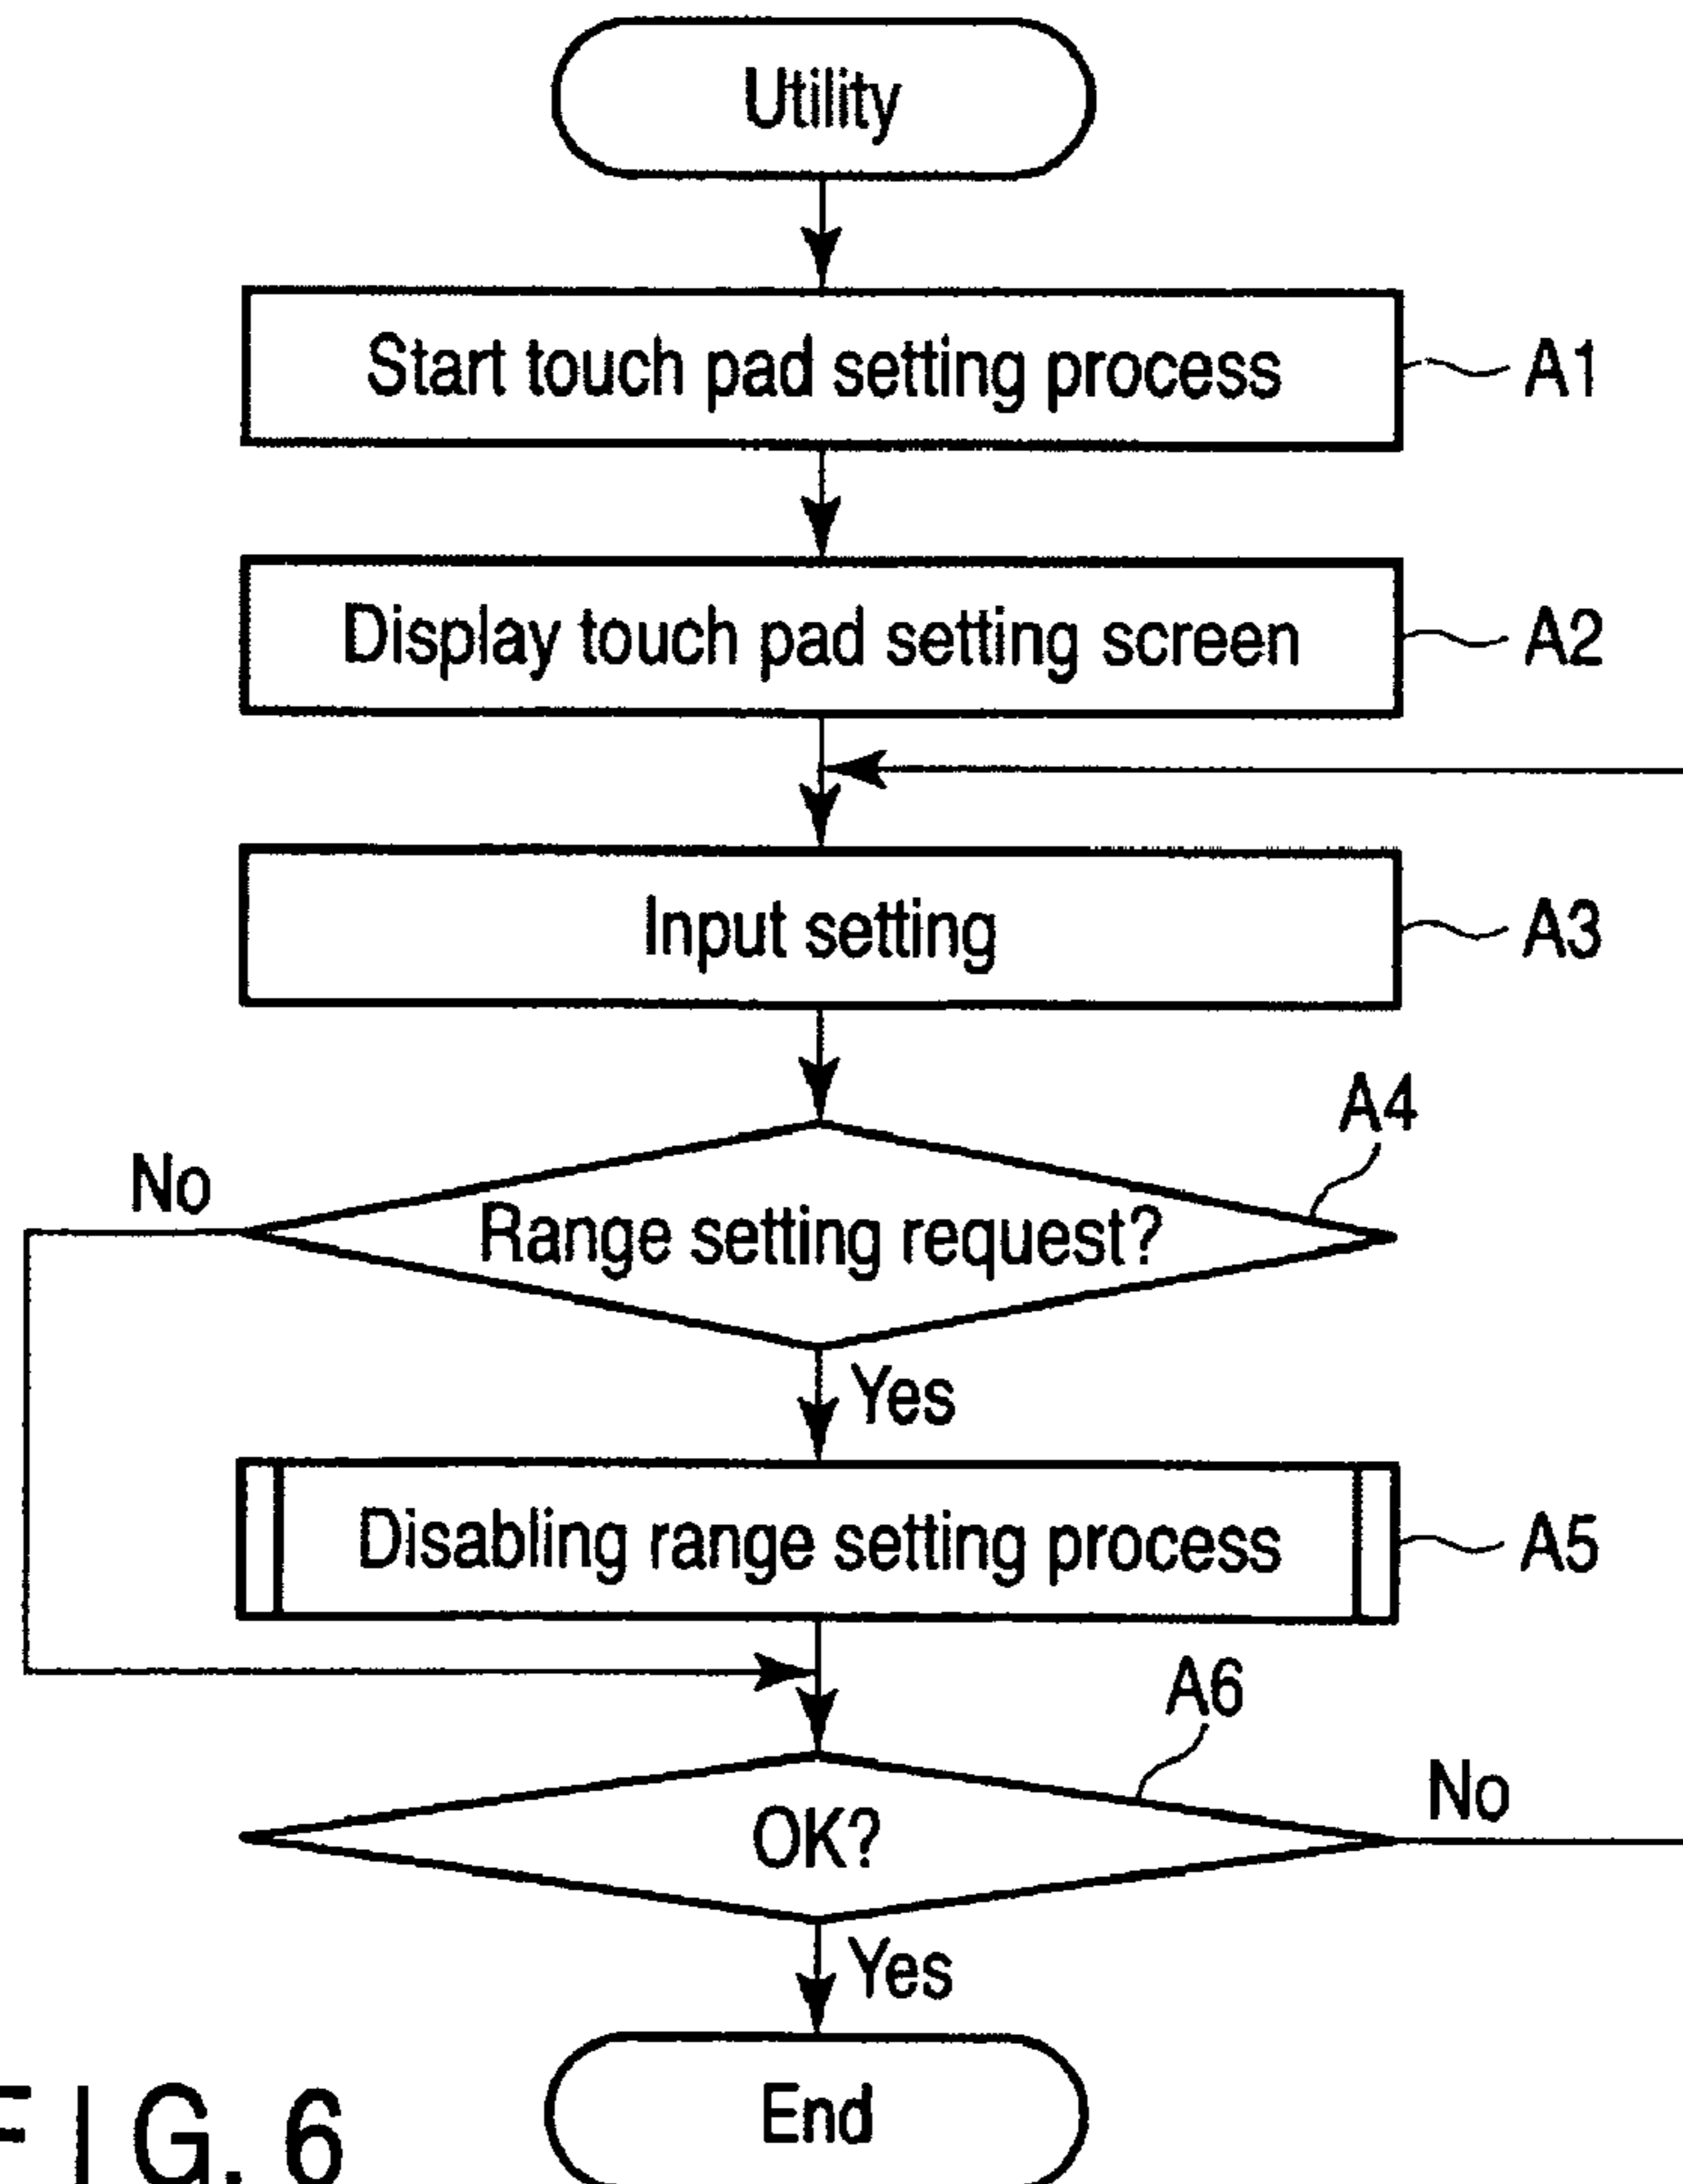 Utility
Start touch pad setting process
A1
Display touch pad setting screen
A2
Input setting
A3
A4
No
Range setting request?
Yes
Disabling range setting process
A5
A6
No
OK?
Yes
End
FIG. 6